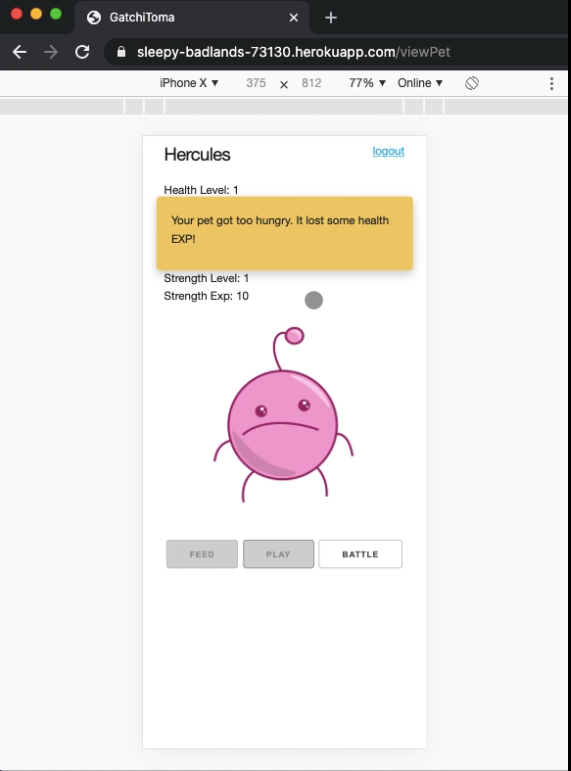 GatchiToma
sleepy-badlands-73130.herokuapp.com/viewPet
iPhone X ▼ 375 x 812 77% ▼ Online ▼
Hercules
logout
Health Level: 1
Your pet got too hungry. It lost some health
EXP!
Strength Level: 1
Strength Exp: 10
FEED PLAY BATTLE